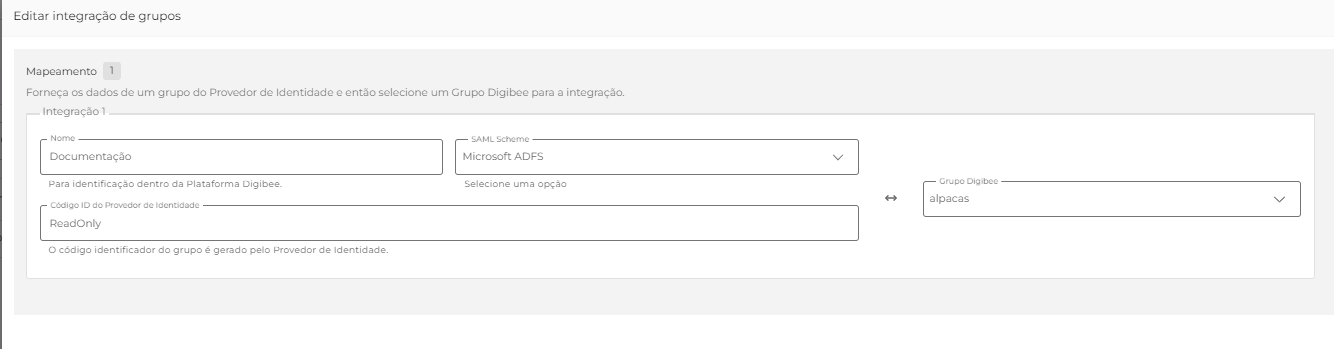 Editar integração de grupos
Mapeamento 1
Forneça os dados de um grupo do Provedor de Identidade e então selecione um Grupo Digibee para a integração.
Integração 1
Nome
Documentação
Para identificação dentro da Plataforma Digibee.
SAML Scheme
Microsoft ADFS
Selecione uma opção
Código ID do Provedor de Identidade
ReadOnly
O código identificador do grupo é gerado pelo Provedor de Identidade.
Grupo Digibee
alpacas